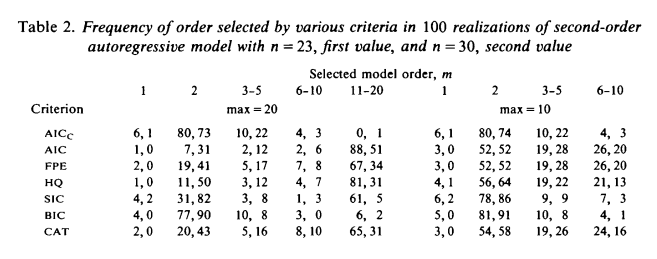 Table 2. Frequency of order selected by various criteria in 100 realizations of second-order
autoregressive model with n = 23, first value, and n = 30, second value
Selected model order, m
1 2 3-5 6-10 11-20 1 2 3-5 6-10
Criterion max = 20 max = 10
AICC 6, 1 80, 73 10, 22 4, 3 0, 1 6, 1 80, 74 10, 22 4, 3
AIC 1, 0 7, 31 2, 12 2, 6 88, 51 3, 0 52, 52 19, 28 26, 20
FPE 2, 0 19, 41 5, 17 7, 8 67, 34 3, 0 52, 52 19, 28 26, 20
HQ 1, 0 11, 50 3, 12 4, 7 81, 31 4, 1 56, 64 19, 22 21, 13
SIC 4, 2 31, 82 3, 8 1, 3 61, 5 6, 2 78, 86 9, 9 7, 3
BIC 4, 0 77, 90 10, 8 3, 0 6, 2 5, 0 81, 91 10, 8 4, 1
CAT 2, 0 20, 43 5, 16 8, 10 65, 31 3, 0 54, 58 19, 26 24, 16